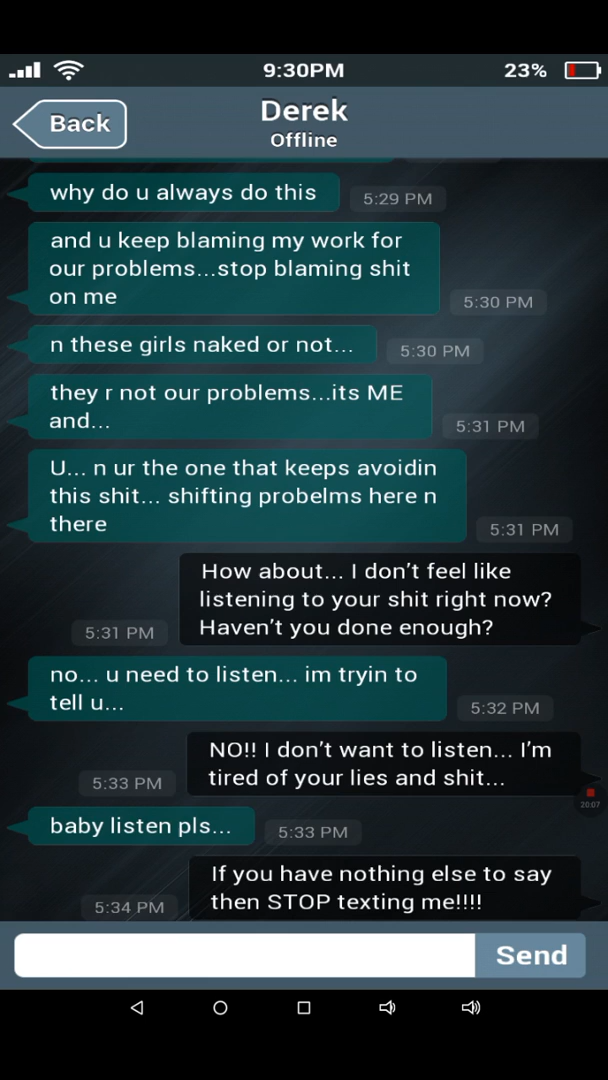 9:30PM
23%
Back
Derek
Offline
why do u always do this
5:29 PM
and u keep blaming my work for
our problems...stop blaming shit
on me
5:30 PM
n these girls naked or not...
5:30 PM
they r not our problems...its ME
and...
5:31 PM
U... n ur the one that keeps avoidin
this shit... shifting probelms here n
there
5:31 PM
How about... I don't feel like
listening to your shit right now?
Haven't you done enough?
5:31 PM
no... u need to listen... im tryin to
tell u...
5:32 PM
NO!! I don't want to listen... I'm
tired of your lies and shit...
5:33 PM
20:07
baby listen pls...
5:33 PM
If you have nothing else to say
then STOP texting me!!!!
5:34 PM
Send